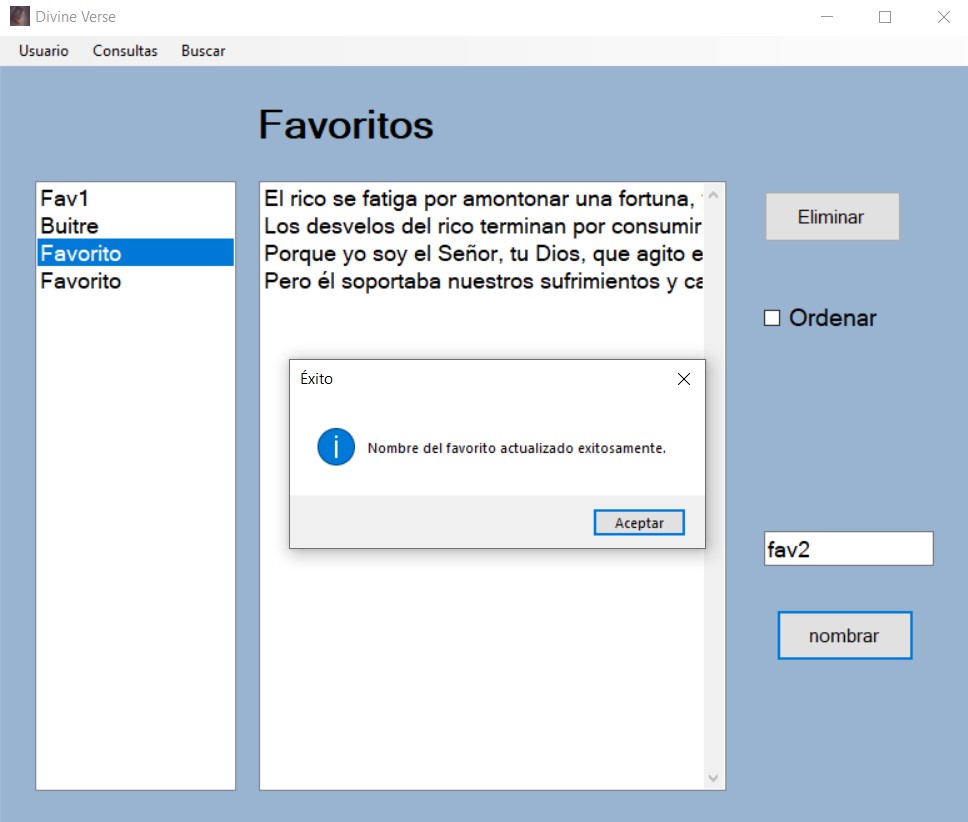 Divine Verse
Usuario Consultas Buscar
Favoritos
Fav1
Buitre
Favorito
Favorito
El rico se fatiga por amontonar una fortuna,
Los desvelos del rico terminan por consumir
Porque yo soy el Señor, tu Dios, que agito e
Pero él soportaba nuestros sufrimientos y ca
Eliminar
Ordenar
Éxito
Nombre del favorito actualizado exitosamente.
Aceptar
fav2
nombrar